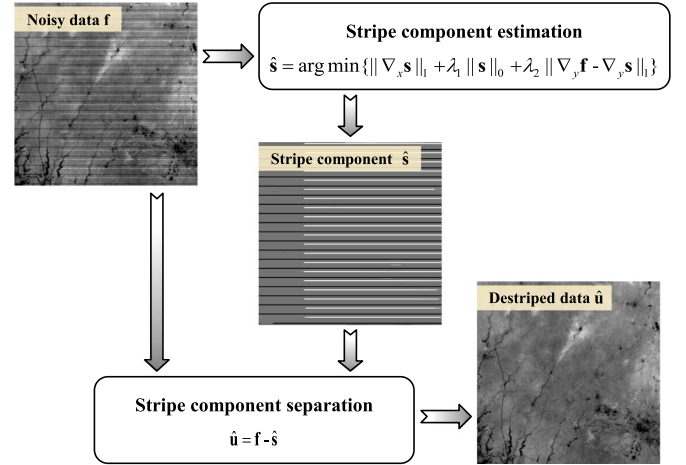 Noisy data f
Stripe component estimation
ŝ = arg min{|| ∇ₓs ||₁ +λ₁ || s ||₀ +λ₂ || ∇ᵧf - ∇ᵧs ||₁}
Stripe component ŝ
Destriped data û
Stripe component separation
û = f - ŝ